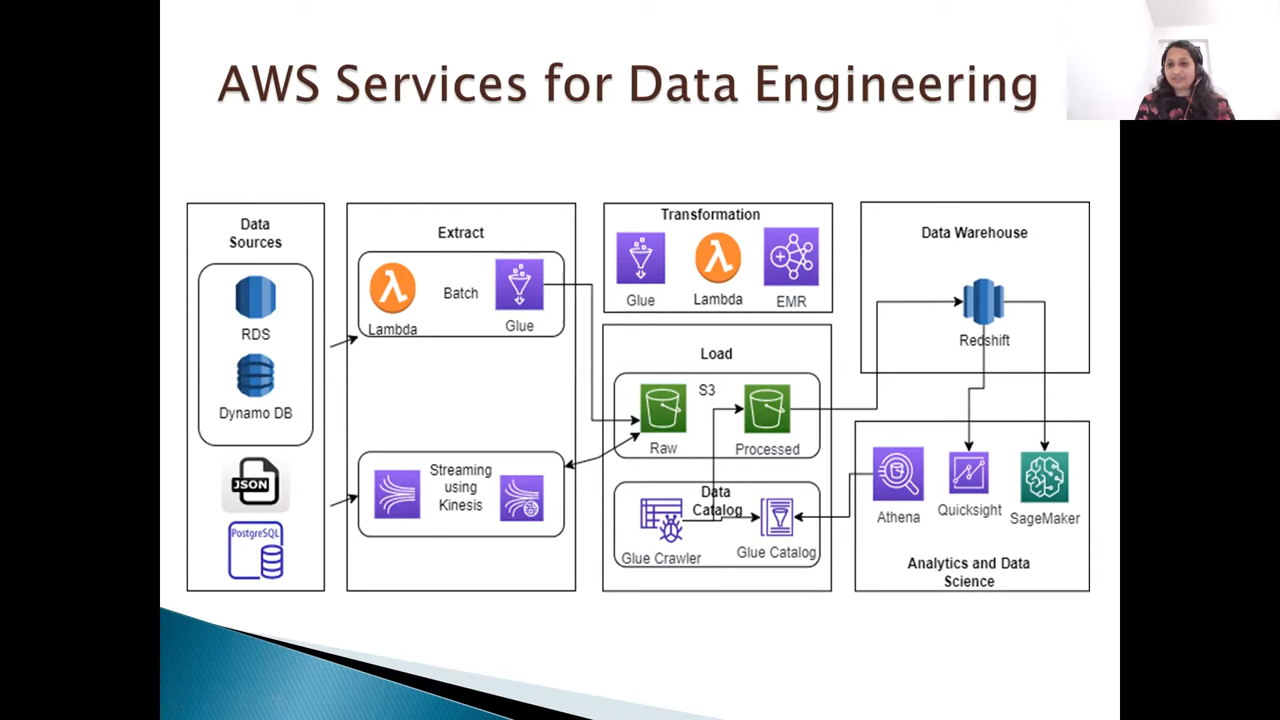 AWS Services for Data Engineering
Data
Sources
RDS
Dynamo DB
JSON
PostgreSQL
Extract
Lambda
Batch
Glue
Streaming
using
Kinesis
Transformation
Glue
Lambda
EMR
Load
S3
Raw
Processed
Data
Catalog
Glue Crawler
Glue Catalog
Data Warehouse
Redshift
Athena
Quicksight
SageMaker
Analytics and Data
Science